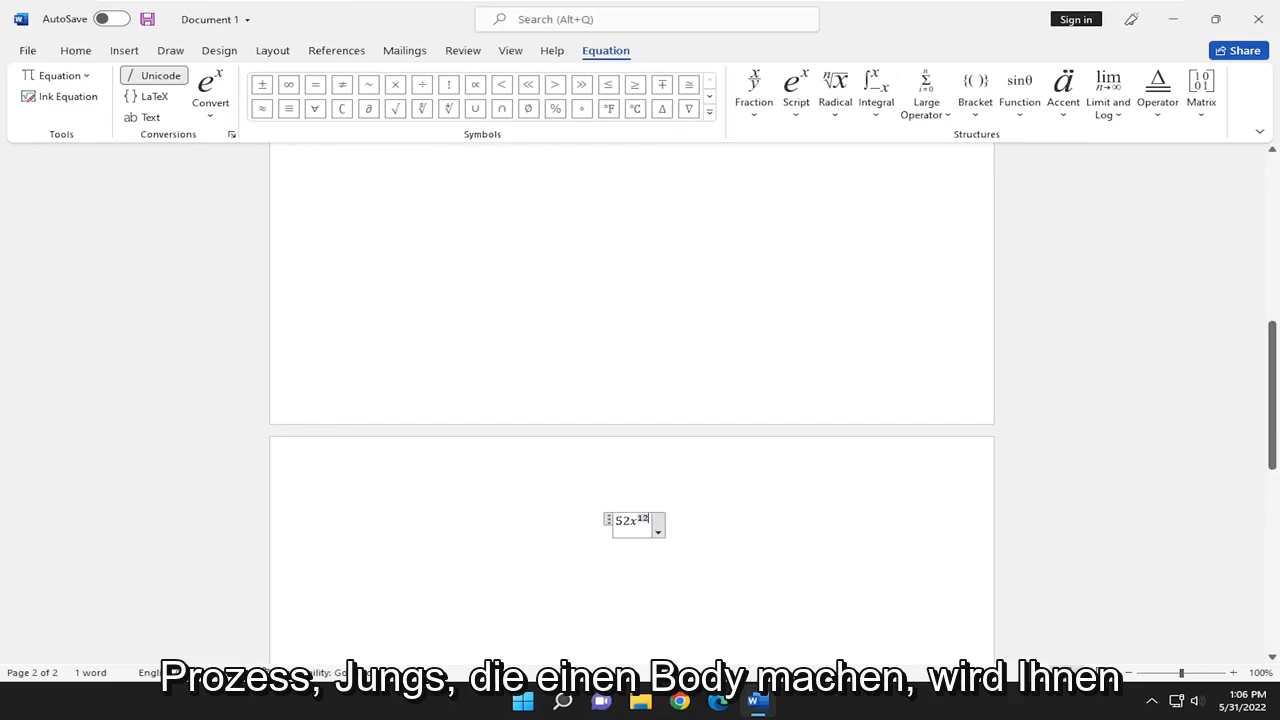 AutoSave Document 1 Search (Alt+Q) Sign in
File Home Insert Draw Design Layout References Mailings Review View Help Equation Share
Equation Unicode
Ink Equation LaTeX
Text Convert
± ∞ = ≠ ~ × ÷ ! ∝ < ≪ > ≫ ≤ ≥ ∓ ≅
≈ ≡ ∀ ∁ ∂ √ ∛ ∜ ∪ ∩ ∅ % ° °F °C ∆ ∇
Fraction Script Radical Integral Large Operator Bracket Function Accent Limit and Log Operator Matrix
Tools Conversions Symbols Structures
52x¹²
Page 2 of 2 1 word 100%
Prozess, Jungs, die einen Body machen, wird Ihnen
1:06 PM
5/31/2022